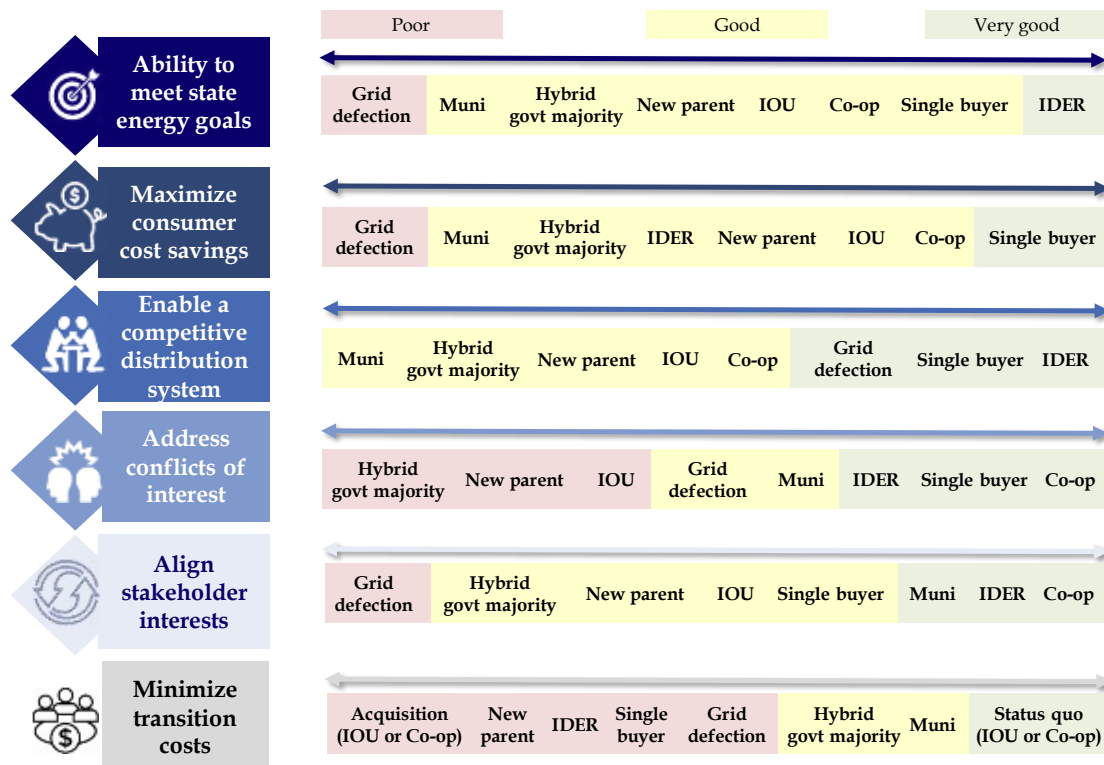 Poor
Good
Very good
Ability to
meet state
energy goals
Grid
defection
Muni
Hybrid
govt majority
New parent
IOU
Co-op
Single buyer
IDER
$
Maximize
consumer
cost savings
Grid
defection
Muni
Hybrid
govt majority
IDER
New parent
IOU
Co-op
Single buyer
Enable a
competitive
distribution
system
Muni
Hybrid
govt majority
New parent
IOU
Co-op
Grid
defection
Single buyer
IDER
Address
conflicts of
interest
Hybrid
govt majority
New parent
IOU
Grid
defection
Muni
IDER
Single buyer
Co-op
Align
stakeholder
interests
Grid
defection
Hybrid
govt majority
New parent
IOU
Single buyer
Muni
IDER
Co-op
$
Minimize
transition
costs
Acquisition
(IOU or Co-op)
New
parent
IDER
Single
buyer
Grid
defection
Hybrid
govt majority
Muni
Status quo
(IOU or Co-op)